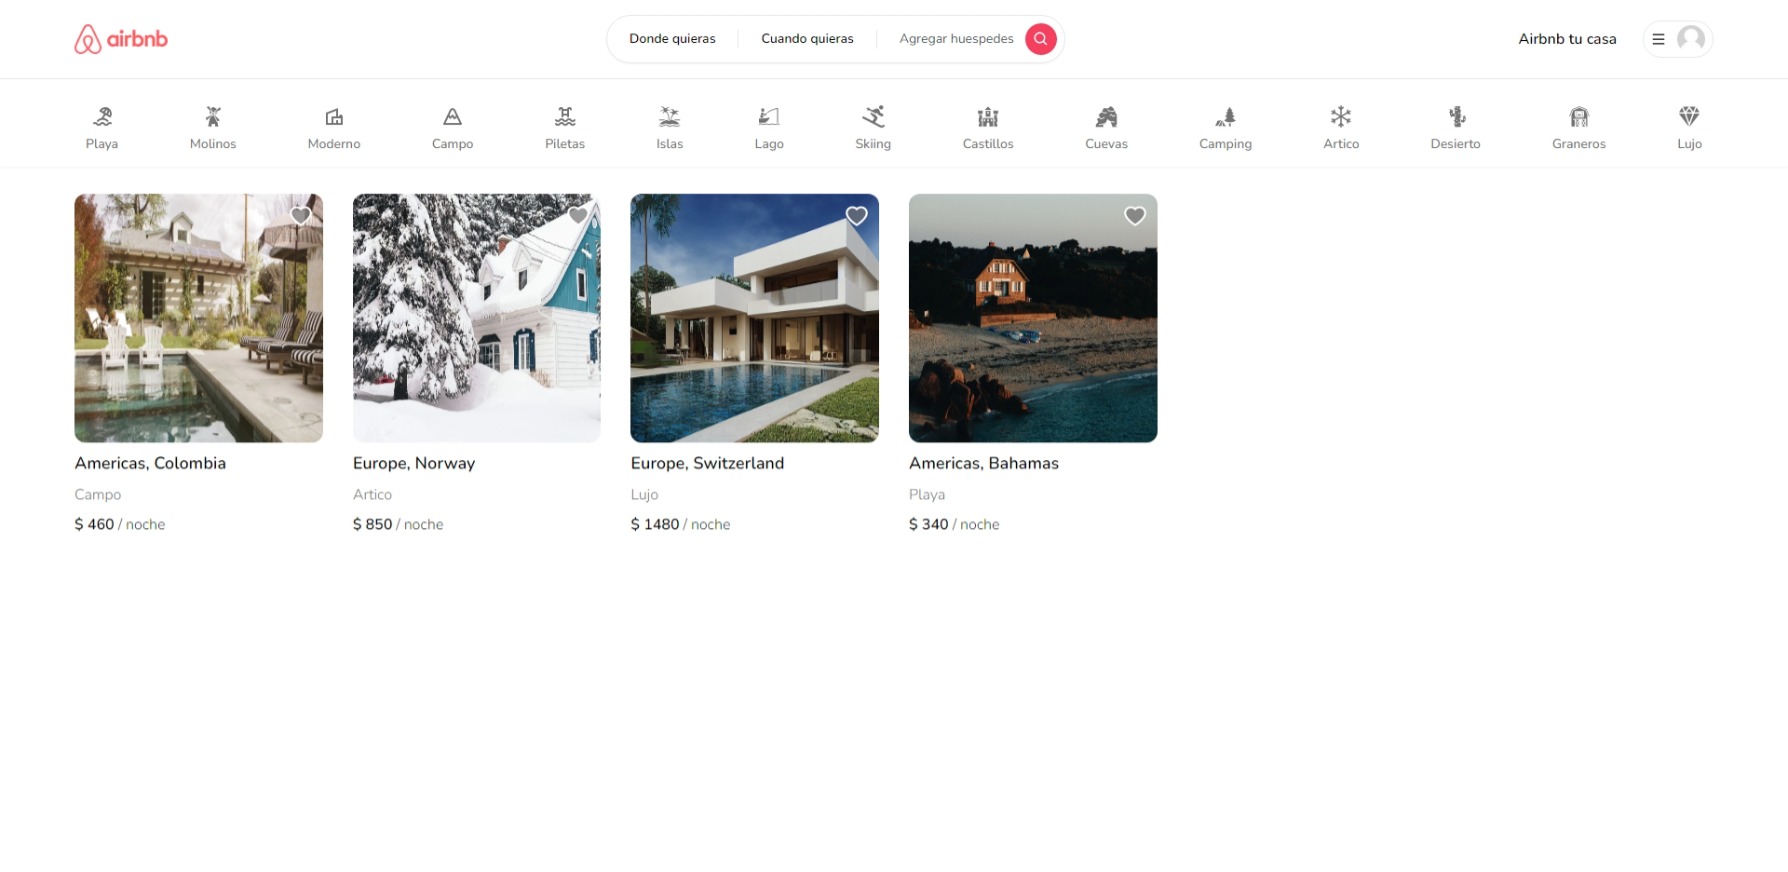 airbnb
Donde quieras Cuando quieras Agregar huespedes
Airbnb tu casa
Playa Molinos Moderno Campo Piletas Islas Lago Skiing Castillos Cuevas Camping Artico Desierto Graneros Lujo
Americas, Colombia
Campo
$ 460 / noche
Europe, Norway
Artico
$ 850 / noche
Europe, Switzerland
Lujo
$ 1480 / noche
Americas, Bahamas
Playa
$ 340 / noche